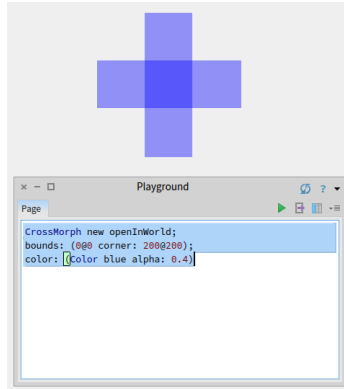 Playground
?
Page
CrossMorph new openInWorld;
bounds: (0@0 corner: 200@200);
color: (Color blue alpha: 0.4)